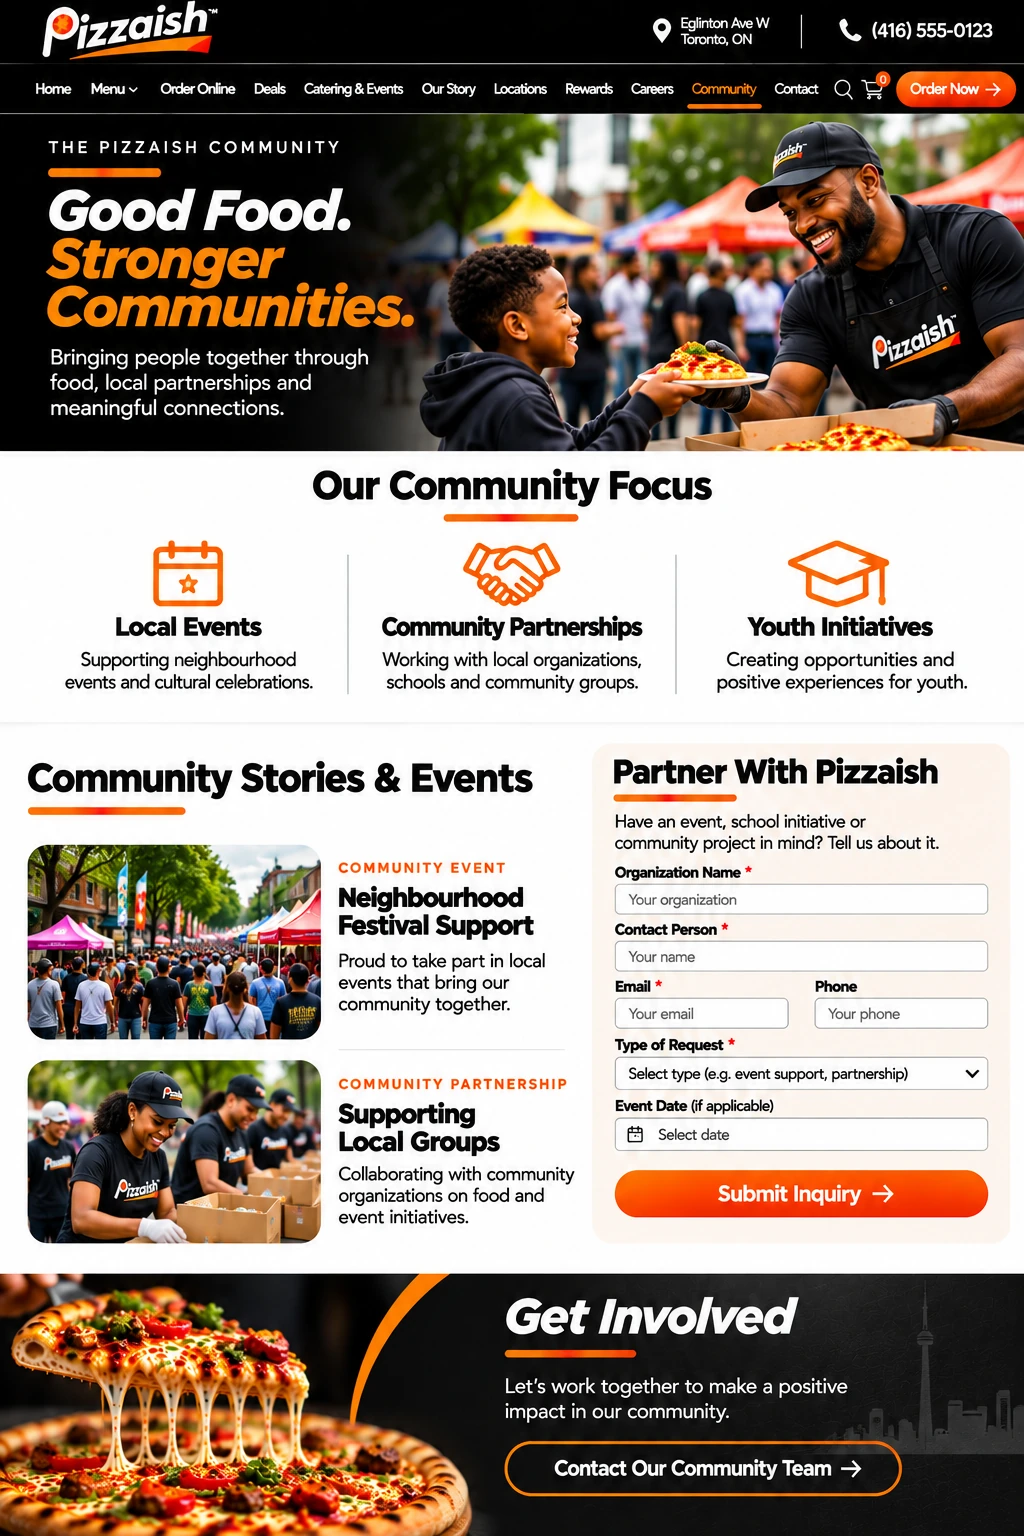 Pizzaish™
Eglinton Ave W
Toronto, ON
(416) 555-0123
Home Menu Order Online Deals Catering & Events Our Story Locations Rewards Careers Community Contact 0 Order Now →
THE PIZZAISH COMMUNITY
Good Food.
Stronger
Communities.
Bringing people together through
food, local partnerships and
meaningful connections.
Pizzaish
Pizzaish™
Our Community Focus
Local Events
Supporting neighbourhood
events and cultural celebrations.
Community Partnerships
Working with local organizations,
schools and community groups.
Youth Initiatives
Creating opportunities and
positive experiences for youth.
Community Stories & Events
COMMUNITY EVENT
Neighbourhood
Festival Support
Proud to take part in local
events that bring our
community together.
COMMUNITY PARTNERSHIP
Supporting
Local Groups
Collaborating with community
organizations on food and
event initiatives.
Pizzaish
Partner With Pizzaish
Have an event, school initiative or
community project in mind? Tell us about it.
Organization Name *
Your organization
Contact Person *
Your name
Email * Phone
Your email Your phone
Type of Request *
Select type (e.g. event support, partnership)
Event Date (if applicable)
Select date
Submit Inquiry →
Get Involved
Let's work together to make a positive
impact in our community.
Contact Our Community Team →